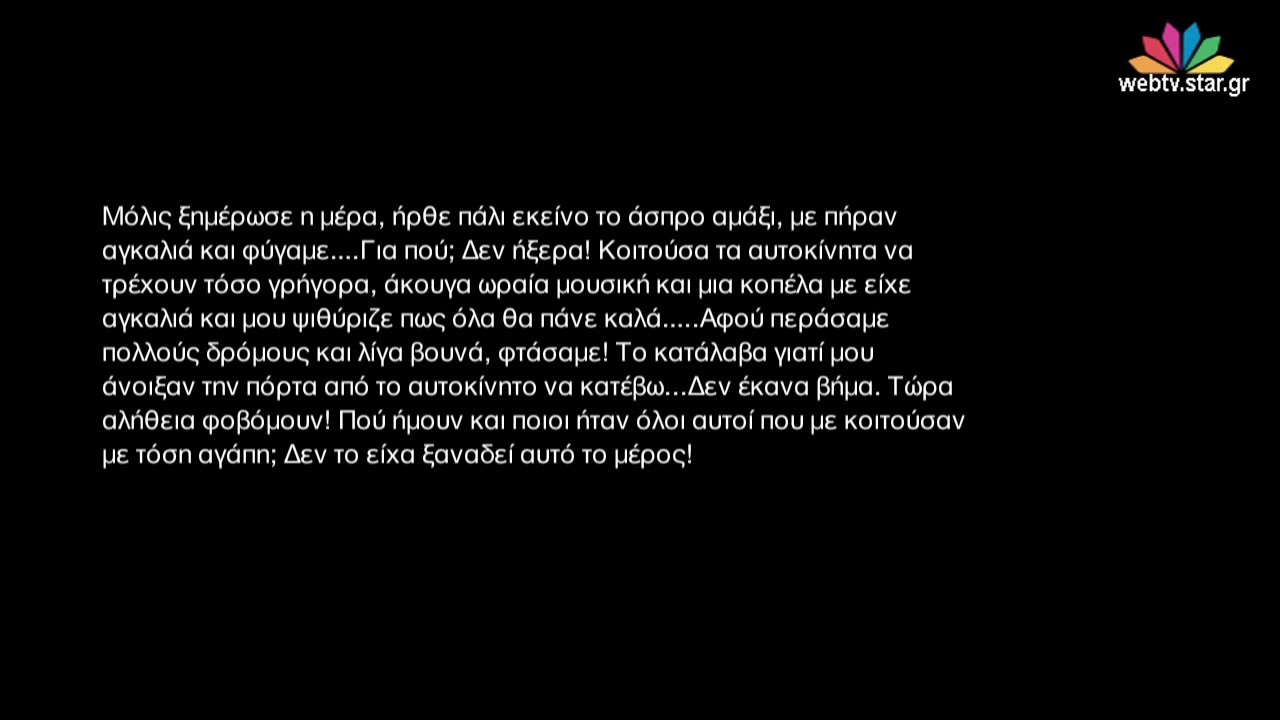 webtv.star.gr
Μόλις ξημέρωσε η μέρα, ήρθε πάλι εκείνο το άσπρο αμάξι, με πήραν
αγκαλιά και φύγαμε....Για πού; Δεν ήξερα! Κοιτούσα τα αυτοκίνητα να
τρέχουν τόσο γρήγορα, άκουγα ωραία μουσική και μια κοπέλα με είχε
αγκαλιά και μου ψιθύριζε πως όλα θα πάνε καλά.....Αφού περάσαμε
πολλούς δρόμους και λίγα βουνά, φτάσαμε! Το κατάλαβα γιατί μου
άνοιξαν την πόρτα από το αυτοκίνητο να κατέβω...Δεν έκανα βήμα. Τώρα
αλήθεια φοβόμουν! Πού ήμουν και ποιοι ήταν όλοι αυτοί που με κοιτούσαν
με τόση αγάπη; Δεν το είχα ξαναδεί αυτό το μέρος!